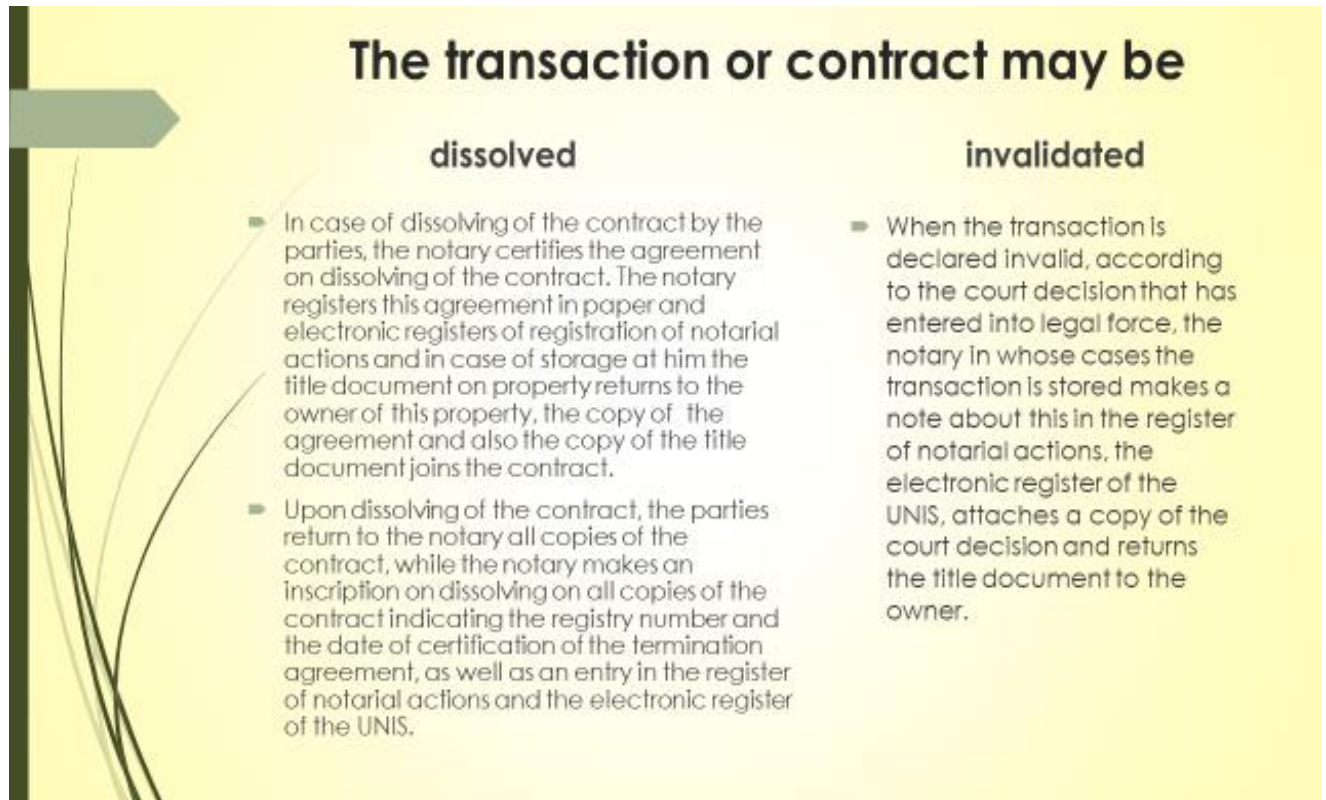 The transaction or contract may be
dissolved
In case of dissolving of the contract by the
parties, the notary certifies the agreement
on dissolving of the contract. The notary
registers this agreement in paper and
electronic registers of registration of notarial
actions and in case of storage at him the
title document on property returns to the
owner of this property, the copy of the
agreement and also the copy of the title
document joins the contract.
Upon dissolving of the contract, the parties
return to the notary all copies of the
contract, while the notary makes an
inscription on dissolving on all copies of the
contract indicating the registry number and
the date of certification of the termination
agreement, as well as an entry in the register
of notarial actions and the electronic register
of the UNIS.
invalidated
When the transaction is
declared invalid, according
to the court decision that has
entered into legal force, the
notary in whose cases the
transaction is stored makes a
note about this in the register
of notarial actions, the
electronic register of the
UNIS, attaches a copy of the
court decision and returns
the title document to the
owner.